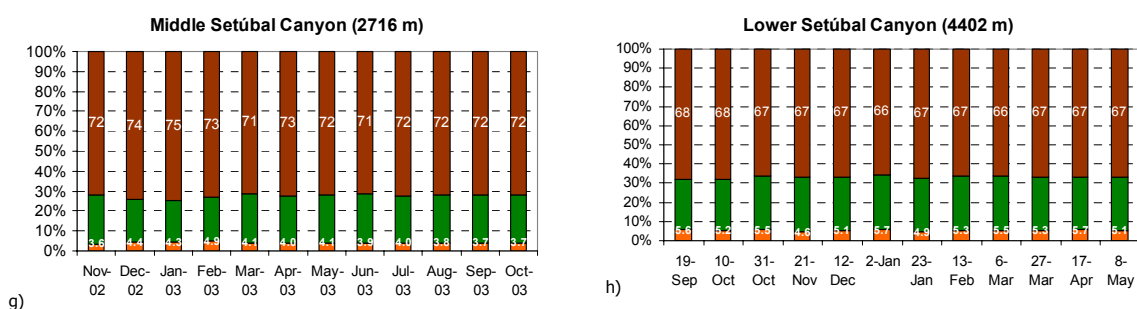 Middle Setúbal Canyon (2716 m)
100%
90%
80%
70%
60%
50%
40%
30%
20%
10%
0%
72 74 75 73 71 73 72 71 72 72 72 72
3.6 4.4 4.3 4.9 4.1 4.0 4.1 3.9 4.0 3.8 3.7 3.7
Nov- Dec- Jan- Feb- Mar- Apr- May- Jun- Jul- Aug- Sep- Oct-
02 02 03 03 03 03 03 03 03 03 03 03
g)
Lower Setúbal Canyon (4402 m)
100%
90%
80%
70%
60%
50%
40%
30%
20%
10%
0%
68 68 67 67 67 66 67 67 66 67 67 67
5.6 5.2 5.5 4.6 5.1 5.7 4.9 5.3 5.5 5.3 5.7 5.1
19- 10- 31- 21- 12- 2-Jan 23- 13- 6- 27- 17- 8-
Sep Oct Oct Nov Dec Jan Feb Mar Mar Apr May
h)